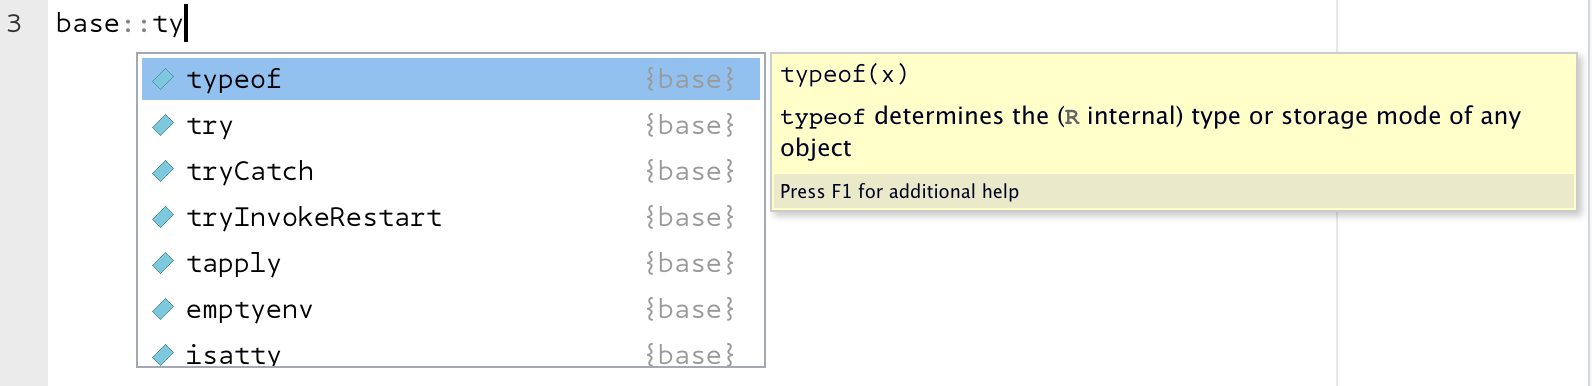 3 base::ty
typeof {base}
try {base}
tryCatch {base}
tryInvokeRestart {base}
tapply {base}
emptyenv {base}
isatty {base}
typeof(x)
typeof determines the (R internal) type or storage mode of any
object
Press F1 for additional help